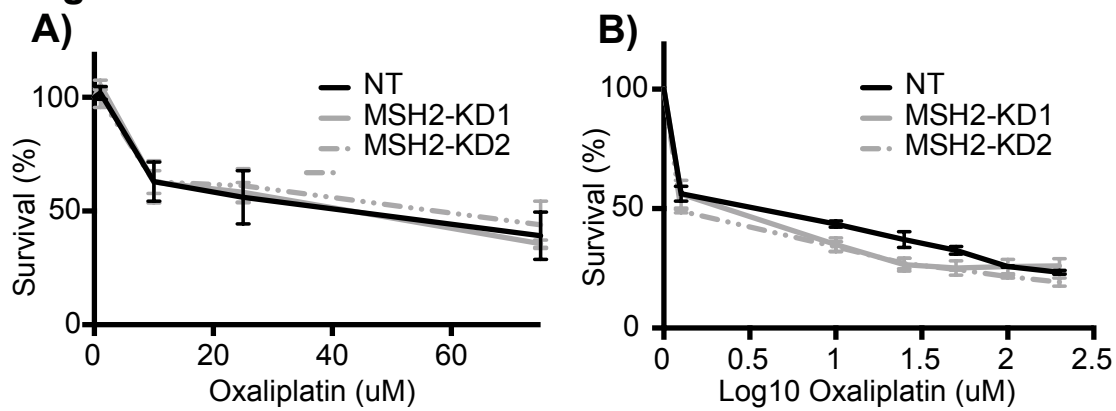 A)
NT
MSH2-KD1
MSH2-KD2
100
50
0
Survival (%)
0 20 40 60
Oxaliplatin (uM)
B)
NT
MSH2-KD1
MSH2-KD2
100
50
0
Survival (%)
0 0.5 1 1.5 2 2.5
Log10 Oxaliplatin (uM)